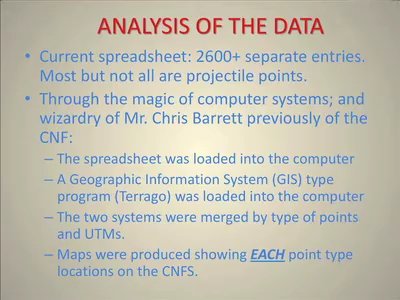 ANALYSIS OF THE DATA
• Current spreadsheet: 2600+ separate entries.
Most but not all are projectile points.
• Through the magic of computer systems; and
wizardry of Mr. Chris Barrett previously of the
CNF:
– The spreadsheet was loaded into the computer
– A Geographic Information System (GIS) type
program (Terrago) was loaded into the computer
– The two systems were merged by type of points
and UTMs.
– Maps were produced showing EACH point type
locations on the CNFS.